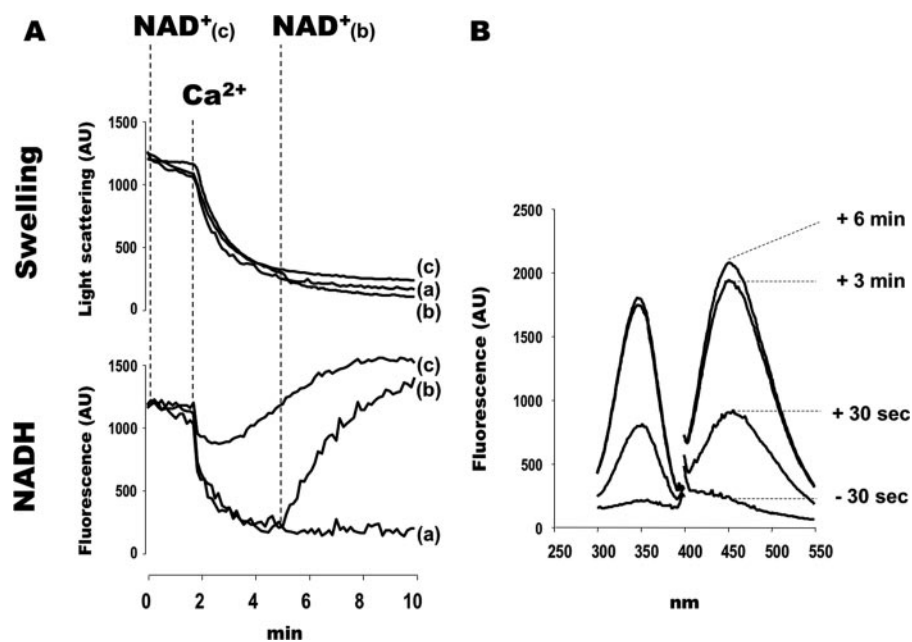 A
NAD+(c)
NAD+(b)
Ca2+
Swelling
Light scattering (AU)
1500
1000
500
0
(c)
(a)
(b)
NADH
Fluorescence (AU)
1500
1000
500
0
(c)
(b)
(a)
0 2 4 6 8 10
min
B
Fluorescence (AU)
2500
2000
1500
1000
500
0
+ 6 min
+ 3 min
+ 30 sec
- 30 sec
250 300 350 400 450 500 550
nm